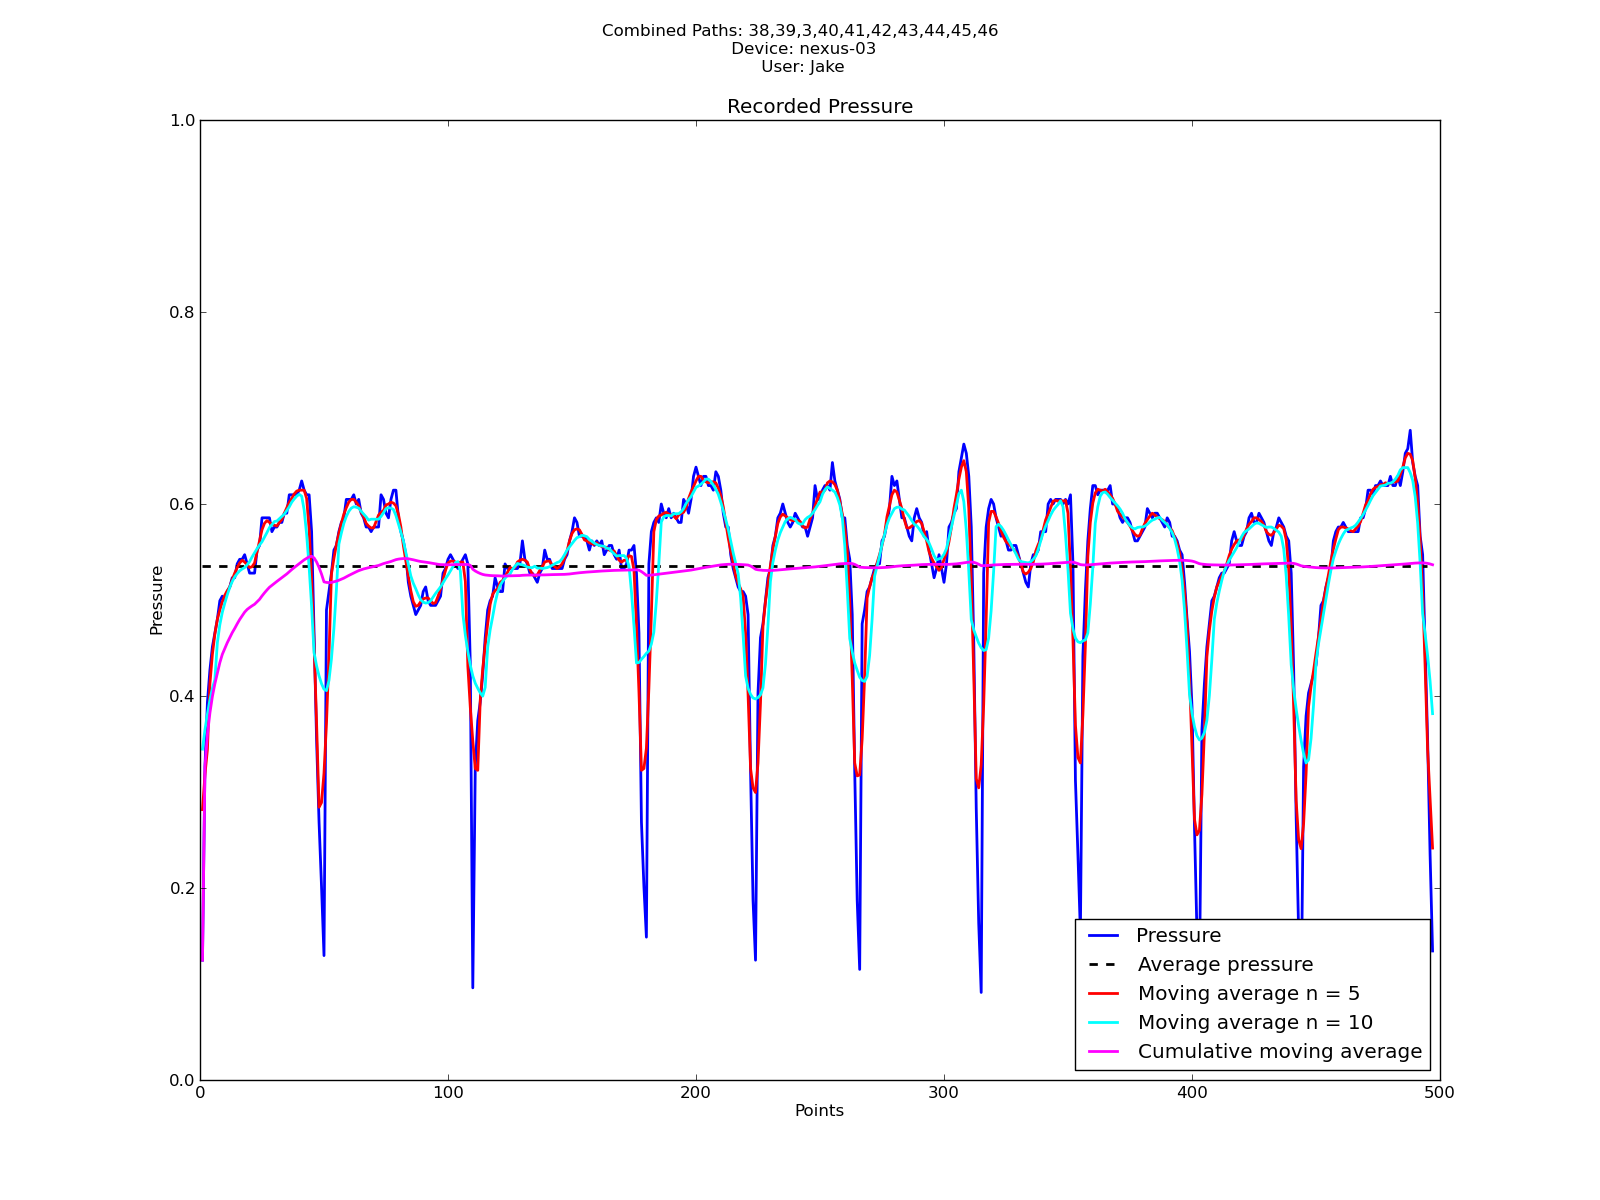 Combined Paths: 38,39,3,40,41,42,43,44,45,46
Device: nexus-03
User: Jake
Recorded Pressure
1.0
0.8
0.6
0.4
0.2
0.0
Pressure
0 100 200 300 400 500
Points
Pressure
Average pressure
Moving average n = 5
Moving average n = 10
Cumulative moving average